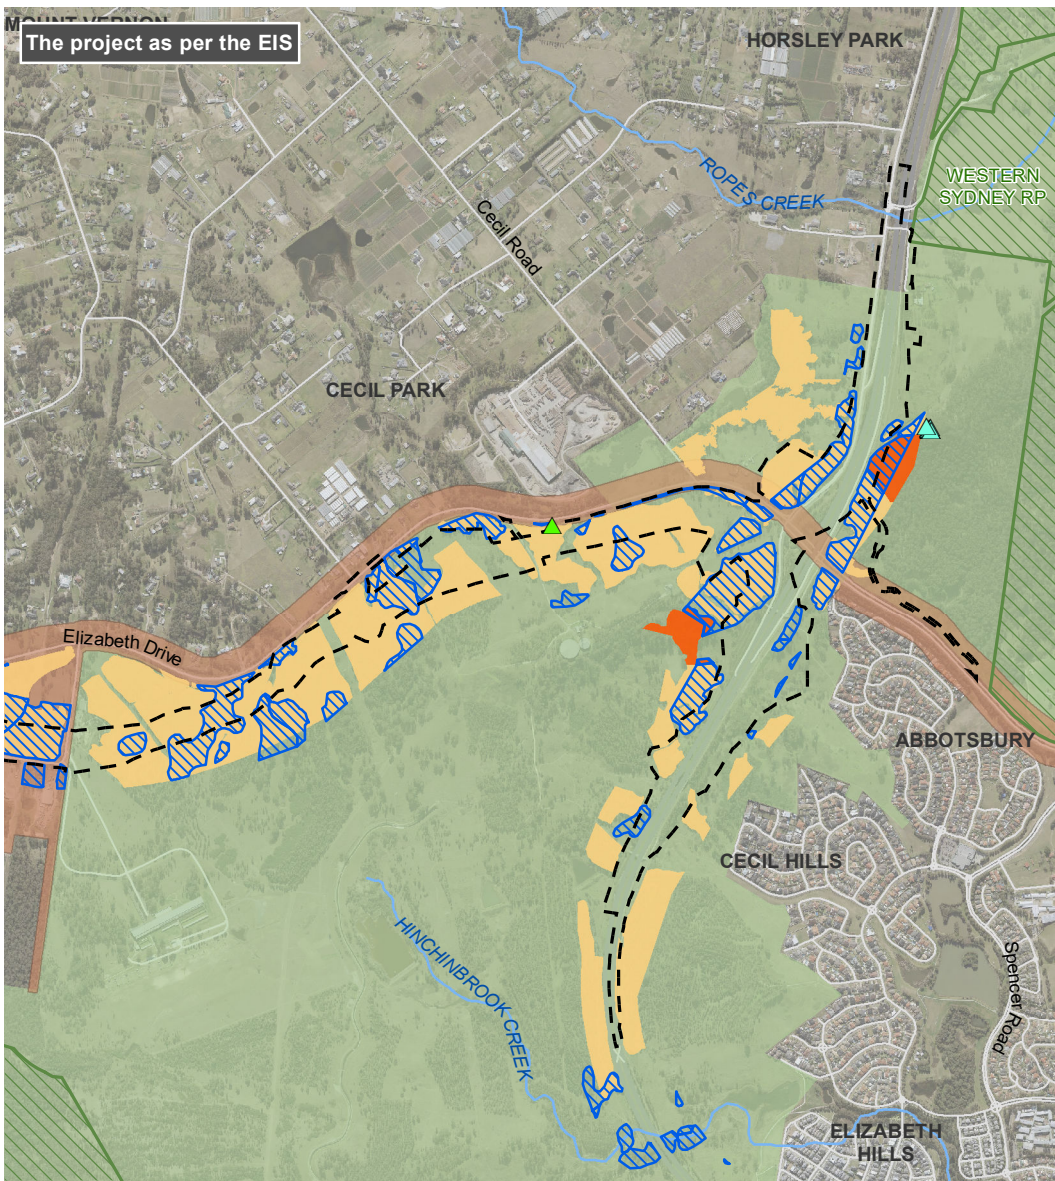 MOUNT VERNON
The project as per the EIS
HORSLEY PARK
WESTERN
SYDNEY RP
ROPES CREEK
Cecil Road
CECIL PARK
Elizabeth Drive
ABBOTSBURY
CECIL HILLS
HINCHINBROOK CREEK
Spencer Road
ELIZABETH
HILLS